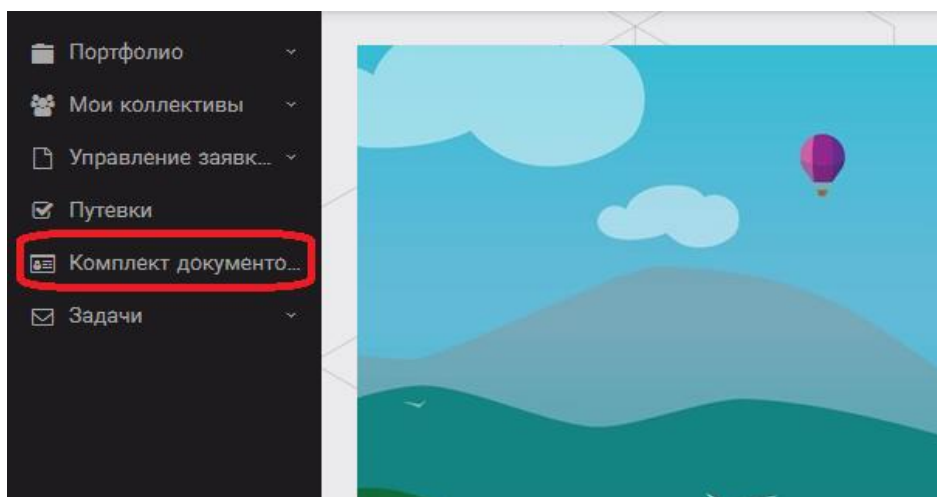 Портфолио
Мои коллективы
Управление заявк...
Путевки
Комплект документо...
Задачи